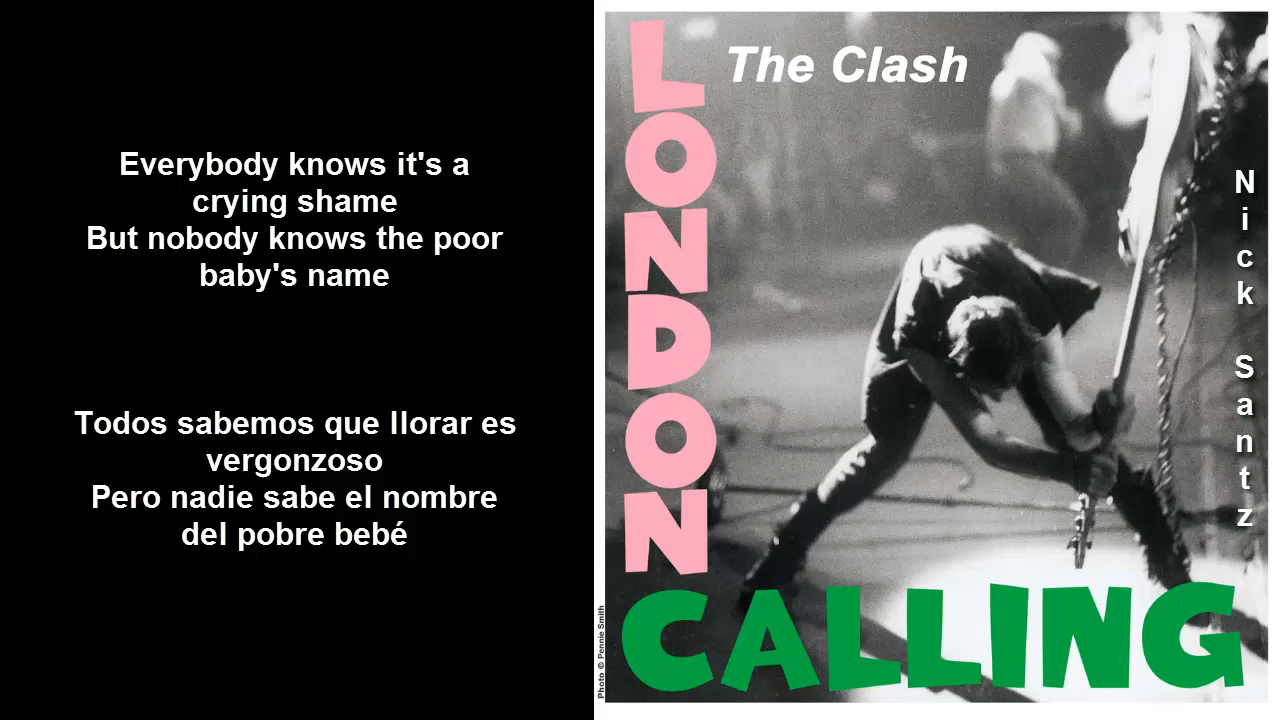 Everybody knows it's a
crying shame
But nobody knows the poor
baby's name
Todos sabemos que llorar es
vergonzoso
Pero nadie sabe el nombre
del pobre bebé
The Clash
LONDON
CALLING
Nick Santz
Photo © Pennie Smith